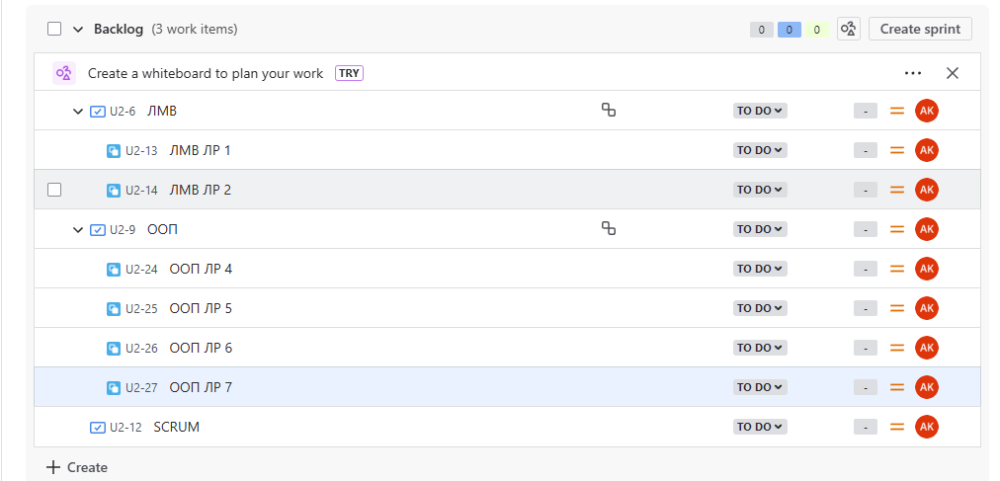 Backlog (3 work items) 0 0 0 Create sprint
Create a whiteboard to plan your work TRY
U2-6 ЛМВ TO DO - AK
U2-13 ЛМВ ЛР 1 TO DO - AK
U2-14 ЛМВ ЛР 2 TO DO - AK
U2-9 ООП TO DO - AK
U2-24 ООП ЛР 4 TO DO - AK
U2-25 ООП ЛР 5 TO DO - AK
U2-26 ООП ЛР 6 TO DO - AK
U2-27 ООП ЛР 7 TO DO - AK
U2-12 SCRUM TO DO - AK
Create